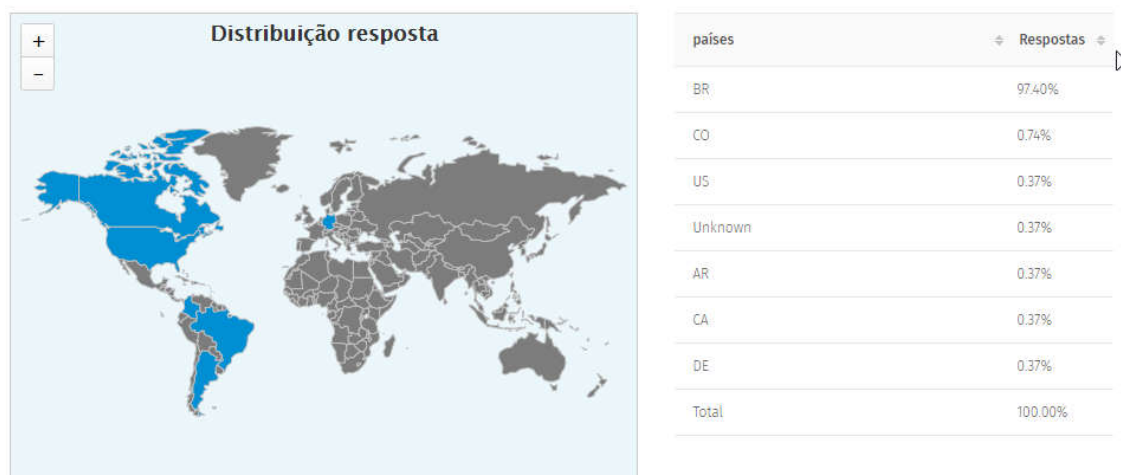 Distribuição resposta
+
−
países Respostas
BR 97.40%
CO 0.74%
US 0.37%
Unknown 0.37%
AR 0.37%
CA 0.37%
DE 0.37%
Total 100.00%